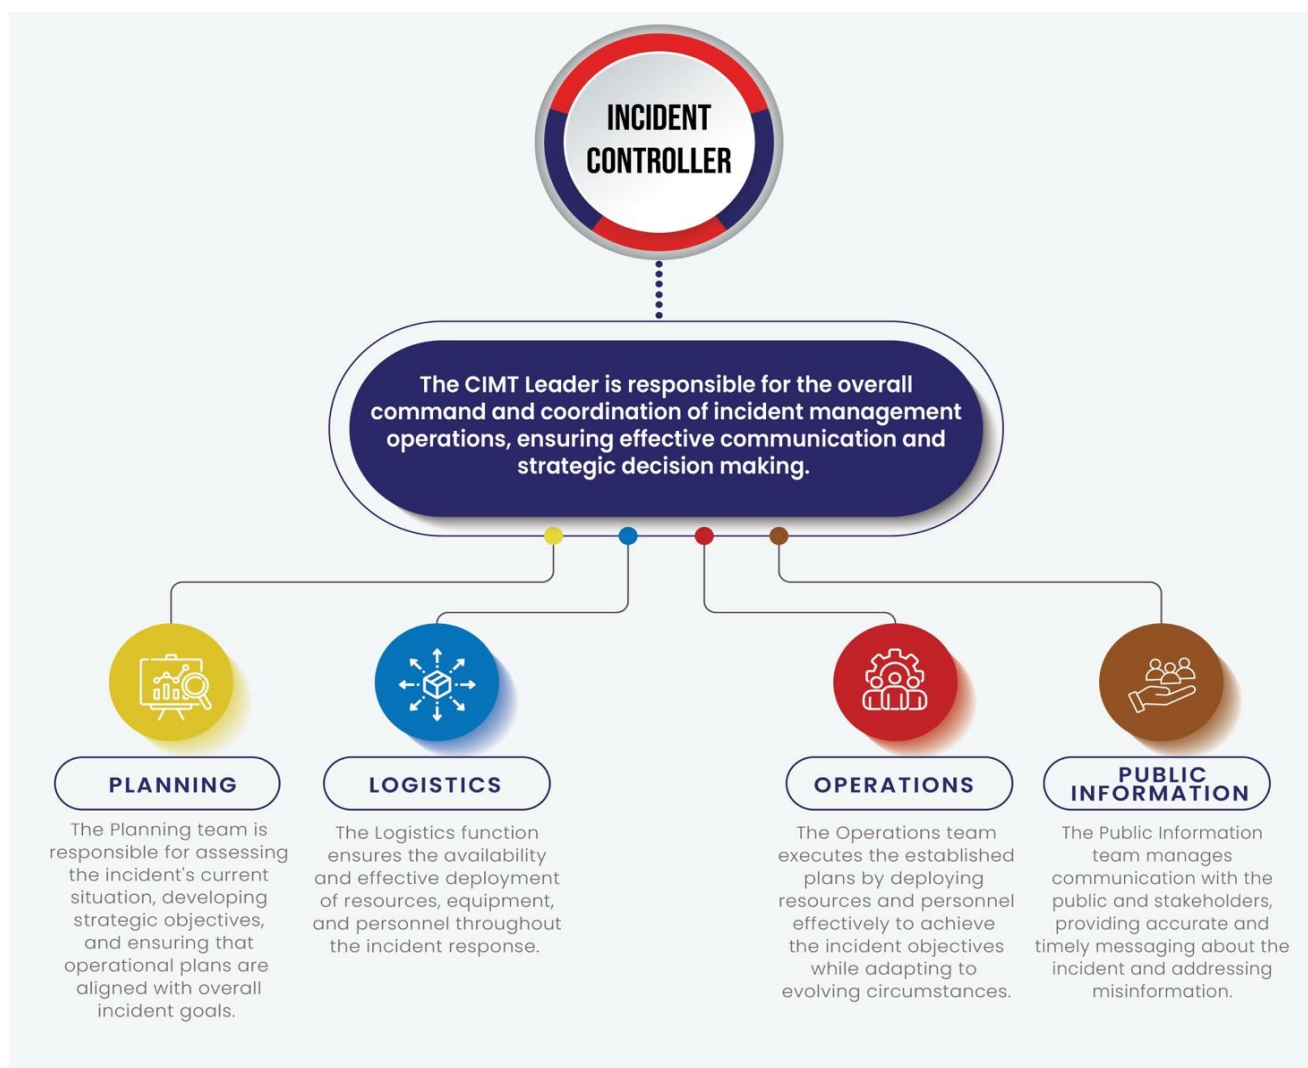 INCIDENT
CONTROLLER
The CIMT Leader is responsible for the overall
command and coordination of incident management
operations, ensuring effective communication and
strategic decision making.
PLANNING
The Planning team is
responsible for assessing
the incident's current
situation, developing
strategic objectives,
and ensuring that
operational plans are
aligned with overall
incident goals.
LOGISTICS
The Logistics function
ensures the availability
and effective deployment
of resources, equipment,
and personnel throughout
the incident response.
OPERATIONS
The Operations team
executes the established
plans by deploying
resources and personnel
effectively to achieve
the incident objectives
while adapting to
evolving circumstances.
PUBLIC
INFORMATION
The Public Information
team manages
communication with the
public and stakeholders,
providing accurate and
timely messaging about the
incident and addressing
misinformation.